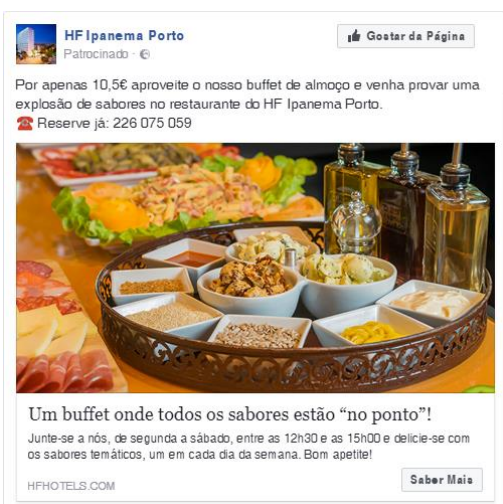 HF Ipanema Porto
Gostar da Página
Patrocinado ·
Por apenas 10,5€ aproveite o nosso buffet de almoço e venha provar uma
explosão de sabores no restaurante do HF Ipanema Porto.
☎ Reserve já: 226 075 059
Um buffet onde todos os sabores estão “no ponto”!
Junte-se a nós, de segunda a sábado, entre as 12h30 e as 15h00 e delicie-se com
os sabores temáticos, um em cada dia da semana. Bom apetite!
HFHOTELS.COM
Saber Mais